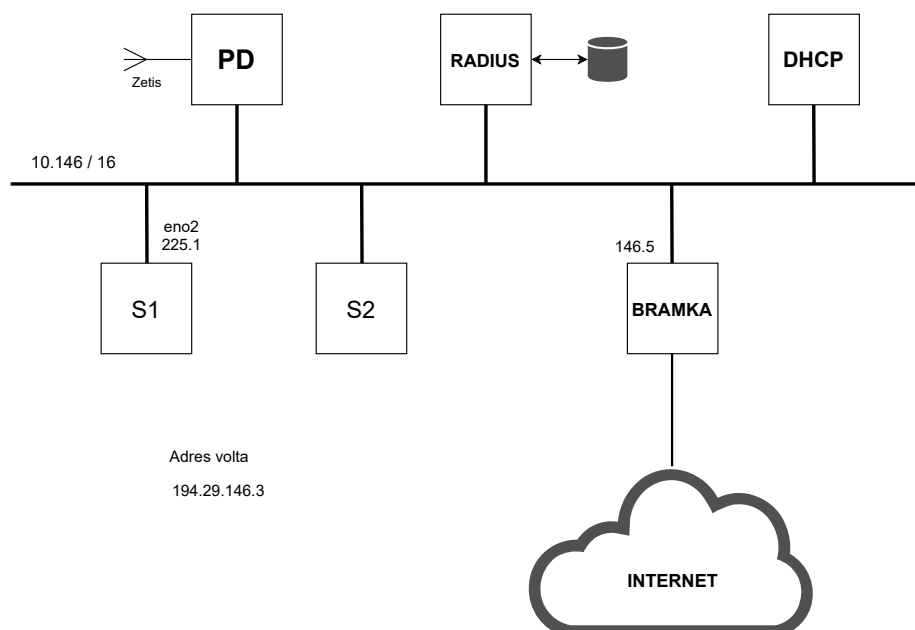 PD
Zetis
RADIUS
DHCP
10.146 / 16
eno2
225.1
146.5
S1
S2
BRAMKA
Adres volta
194.29.146.3
INTERNET